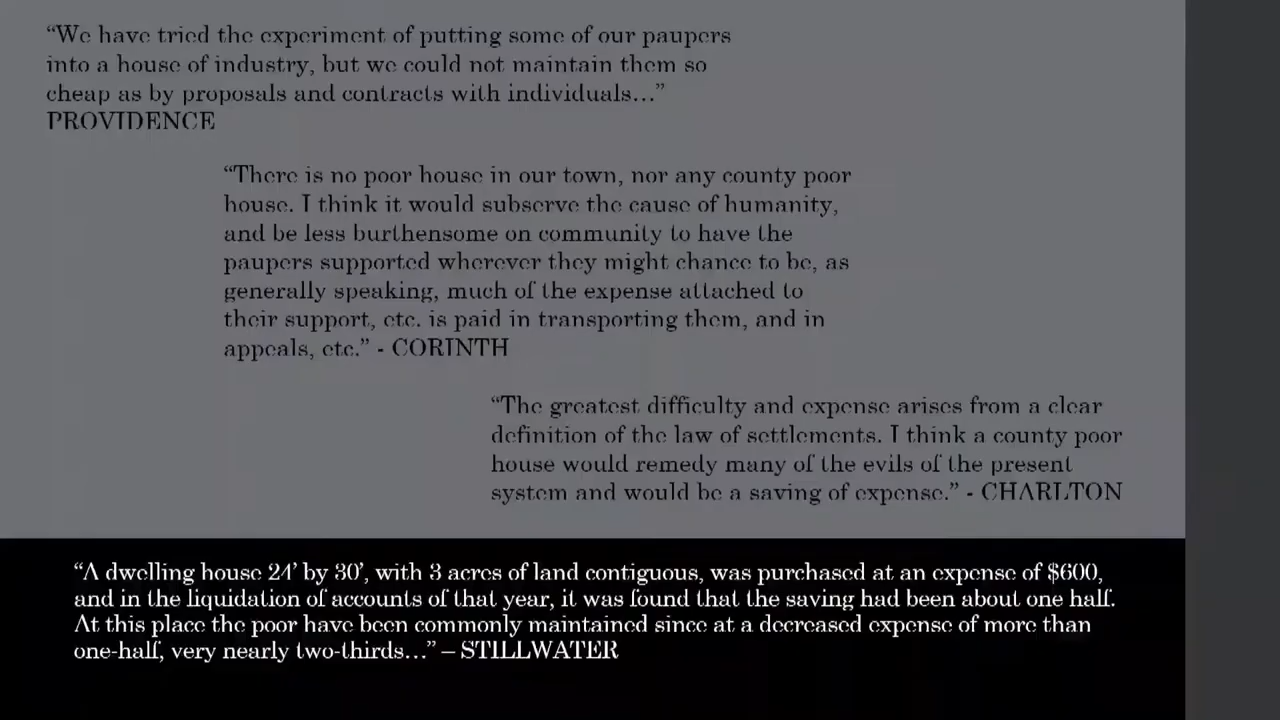 “We have tried the experiment of putting some of our paupers
into a house of industry, but we could not maintain them so
cheap as by proposals and contracts with individuals...”
PROVIDENCE
“There is no poor house in our town, nor any county poor
house. I think it would subserve the cause of humanity,
and be less burthensome on community to have the
paupers supported wherever they might chance to be, as
generally speaking, much of the expense attached to
their support, etc. is paid in transporting them, and in
appeals, etc.” - CORINTH
“The greatest difficulty and expense arises from a clear
definition of the law of settlements. I think a county poor
house would remedy many of the evils of the present
system and would be a saving of expense.” - CHARLTON
“A dwelling house 24’ by 30’, with 3 acres of land contiguous, was purchased at an expense of $600,
and in the liquidation of accounts of that year, it was found that the saving had been about one half.
At this place the poor have been commonly maintained since at a decreased expense of more than
one-half, very nearly two-thirds...” – STILLWATER